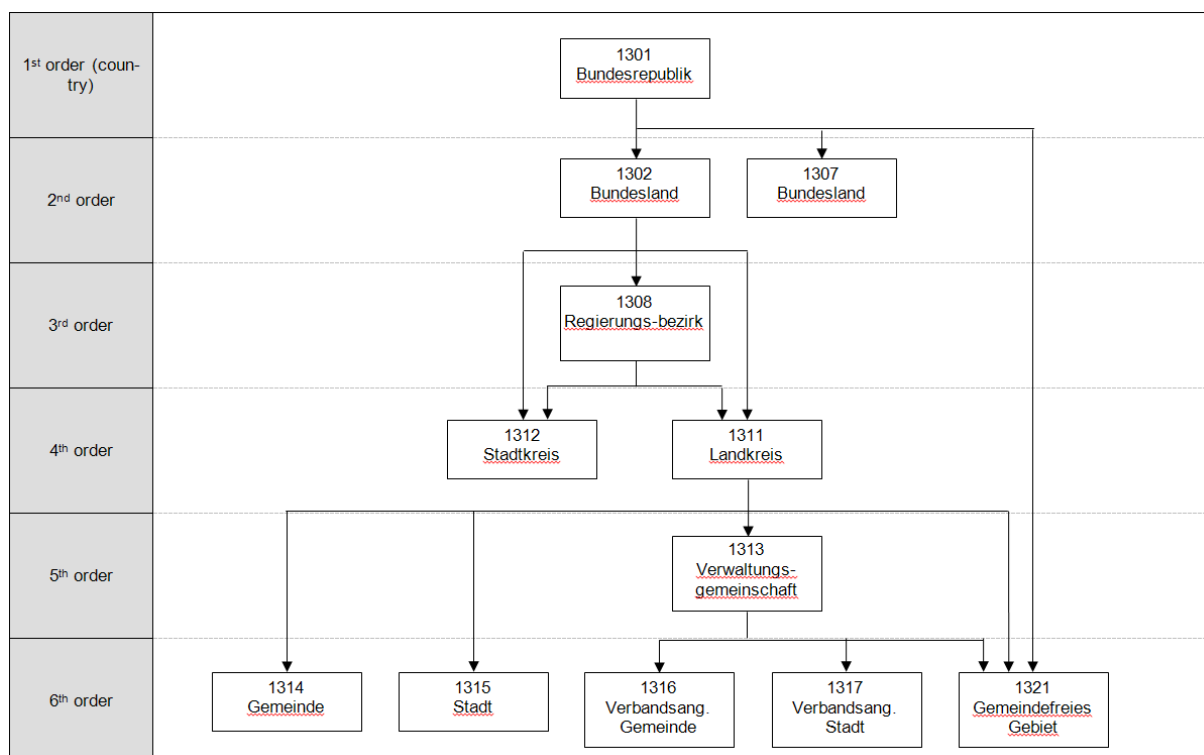 1st order (coun-
try)
1301
Bundesrepublik
2nd order
1302
Bundesland
1307
Bundesland
3rd order
1308
Regierungs-bezirk
4th order
1312
Stadtkreis
1311
Landkreis
5th order
1313
Verwaltungs-
gemeinschaft
6th order
1314
Gemeinde
1315
Stadt
1316
Verbandsang.
Gemeinde
1317
Verbandsang.
Stadt
1321
Gemeindefreies
Gebiet